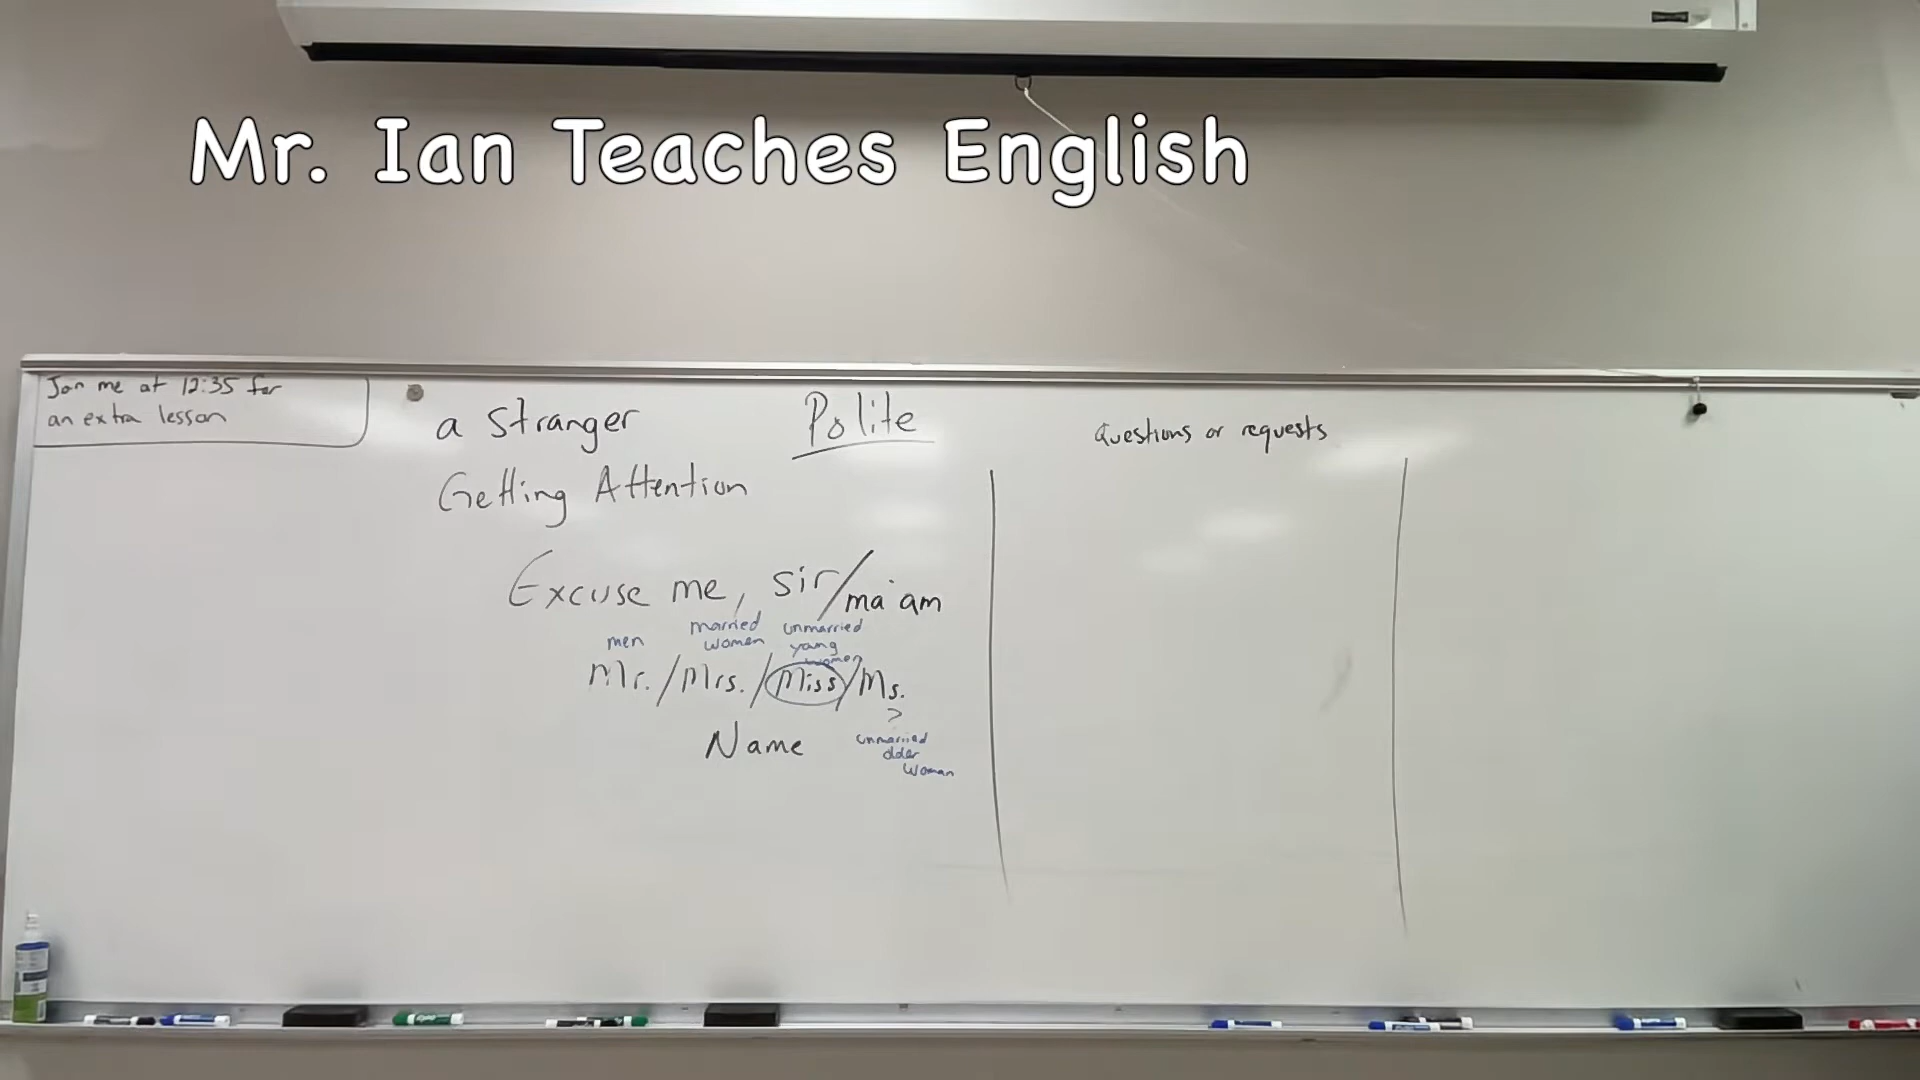 Mr. Ian Teaches English
Join me at 12:35 for
an extra lesson
a Stranger
Polite
Getting Attention
Excuse me, sir/ma'am
men
married
women
unmarried
young
women
Mr./Mrs./Miss/Ms.
>
Name
unmarried
older
woman
Questions or requests